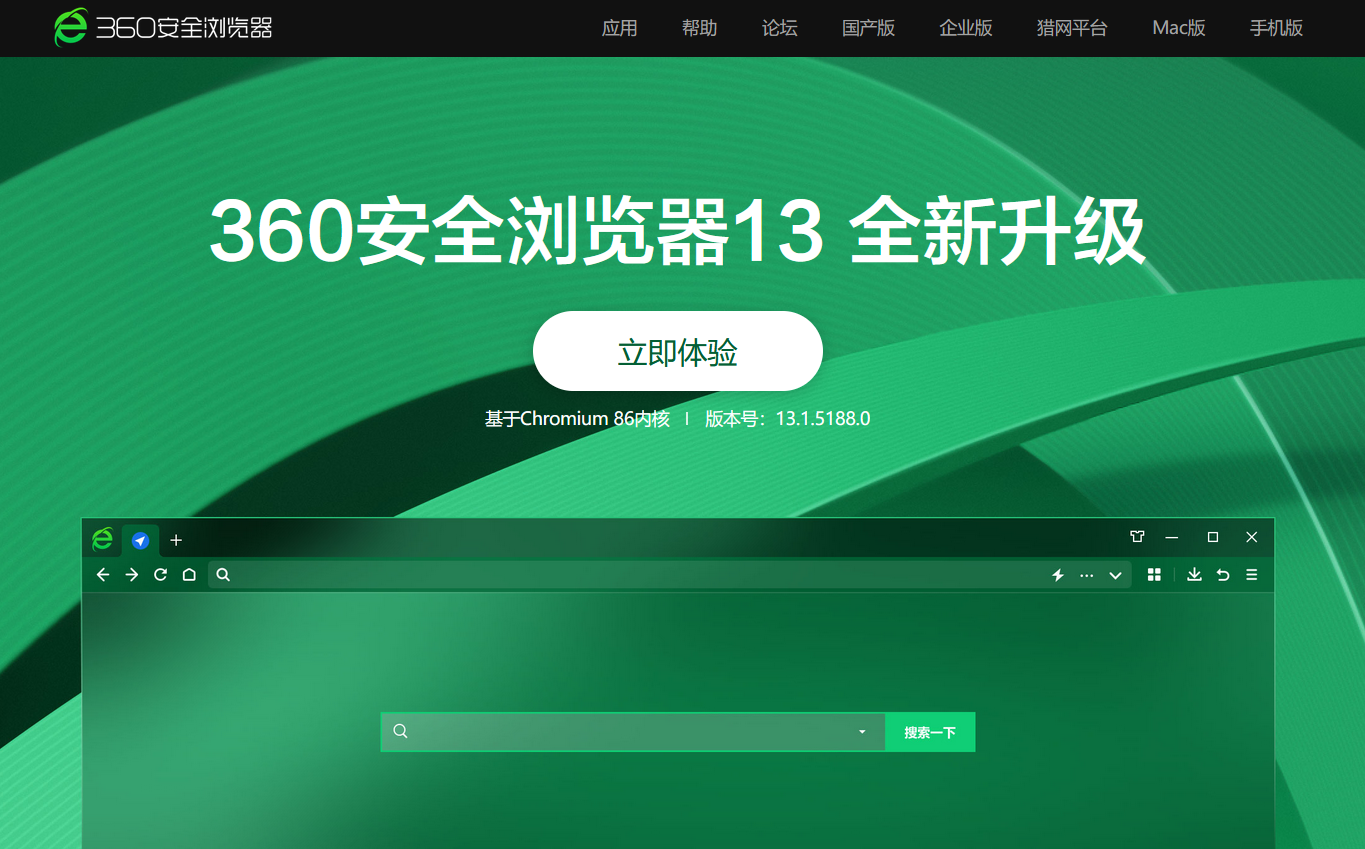 360安全浏览器 应用 帮助 论坛 国产版 企业版 猎网平台 Mac版 手机版
360安全浏览器13 全新升级
立即体验
基于Chromium 86内核 | 版本号：13.1.5188.0
搜索一下